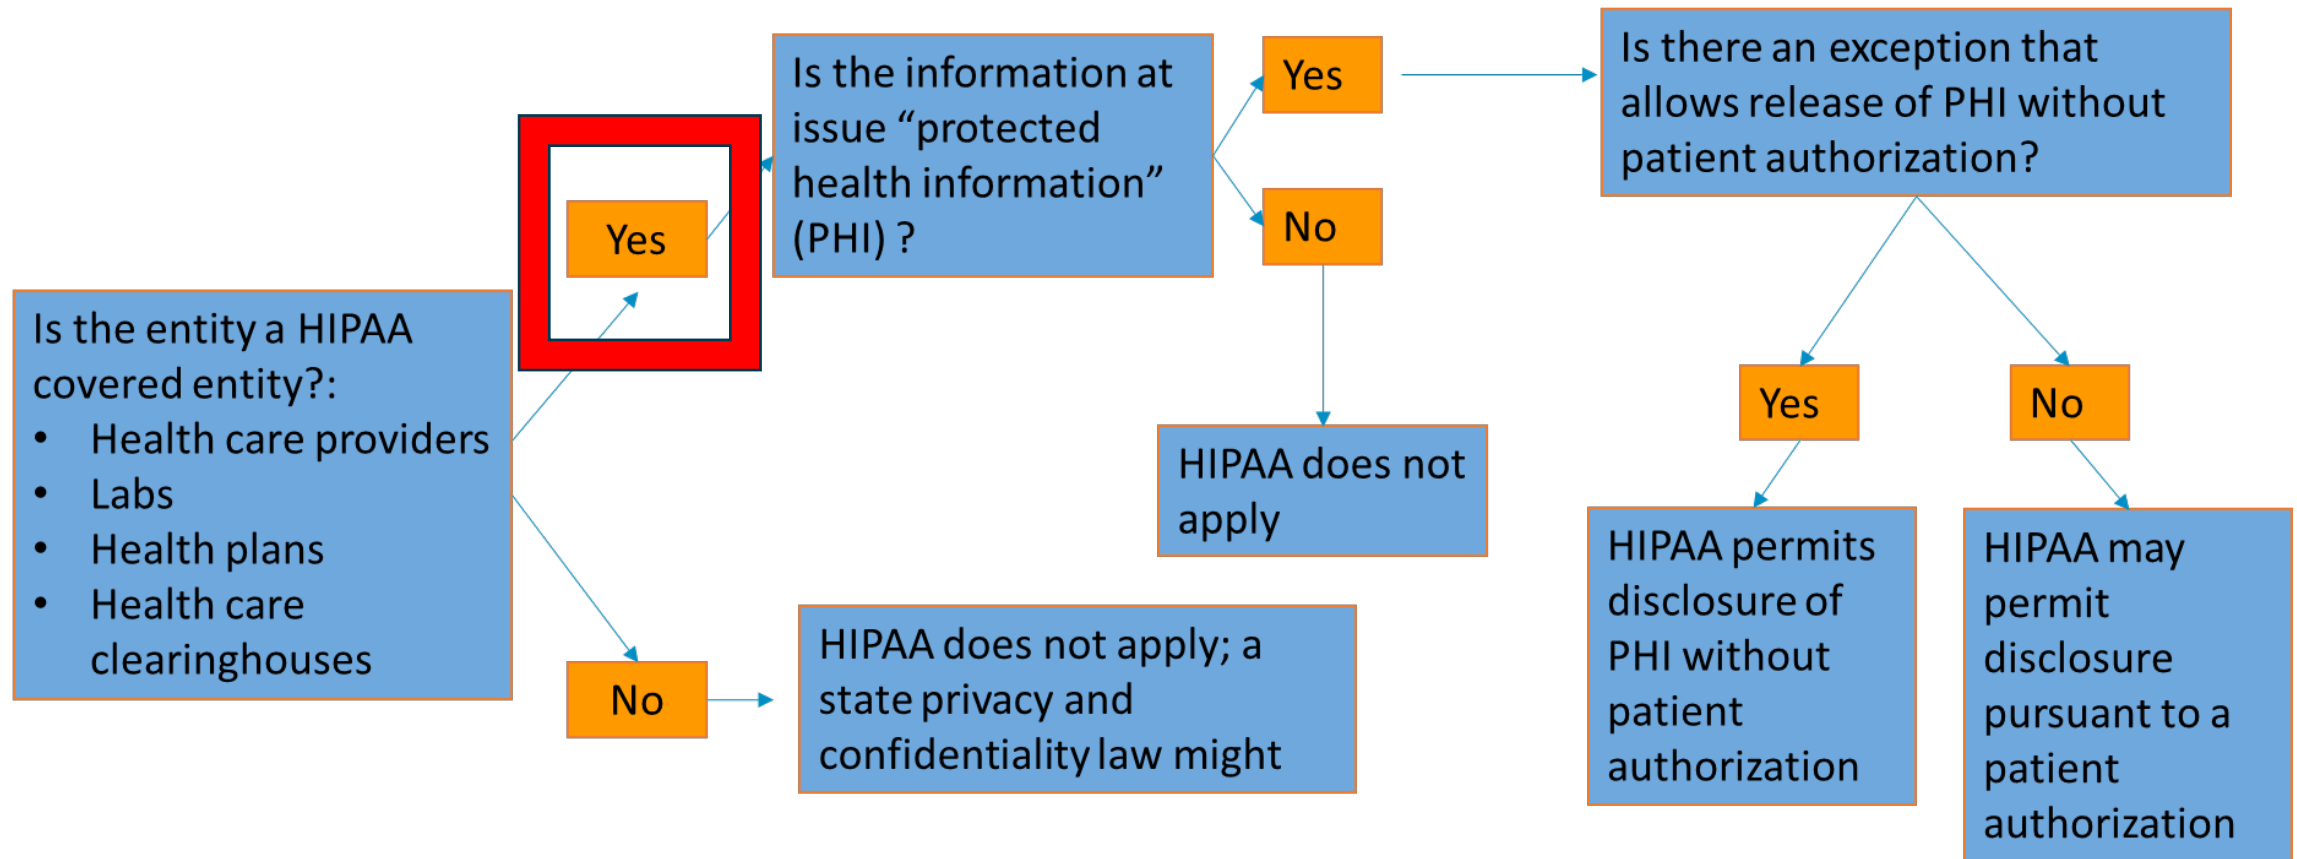 Is the entity a HIPAA
covered entity?:
• Health care providers
• Labs
• Health plans
• Health care
clearinghouses
Yes
No
Is the information at
issue “protected
health information”
(PHI) ?
HIPAA does not apply; a
state privacy and
confidentiality law might
Yes
No
HIPAA does not
apply
Is there an exception that
allows release of PHI without
patient authorization?
Yes
No
HIPAA permits
disclosure of
PHI without
patient
authorization
HIPAA may
permit
disclosure
pursuant to a
patient
authorization